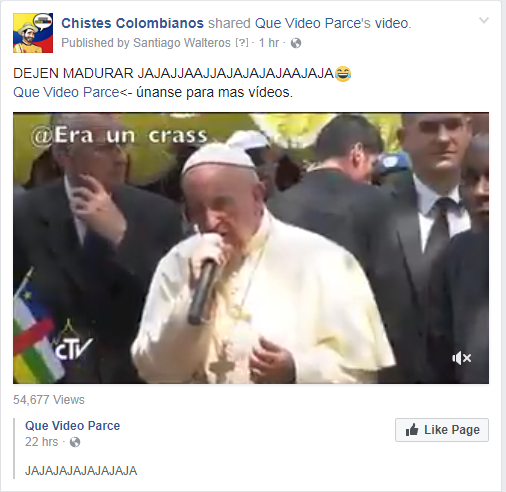 Chistes Colombianos shared Que Video Parce's video.
Published by Santiago Walteros [?] · 1 hr ·
DEJEN MADURAR JAJAJJAAJJAJAJAJAJAAJAJA😂
Que Video Parce<- únanse para mas vídeos.
@Era un crass
cTV
54,677 Views
Que Video Parce
Like Page
22 hrs ·
JAJAJAJAJAJAJAJA